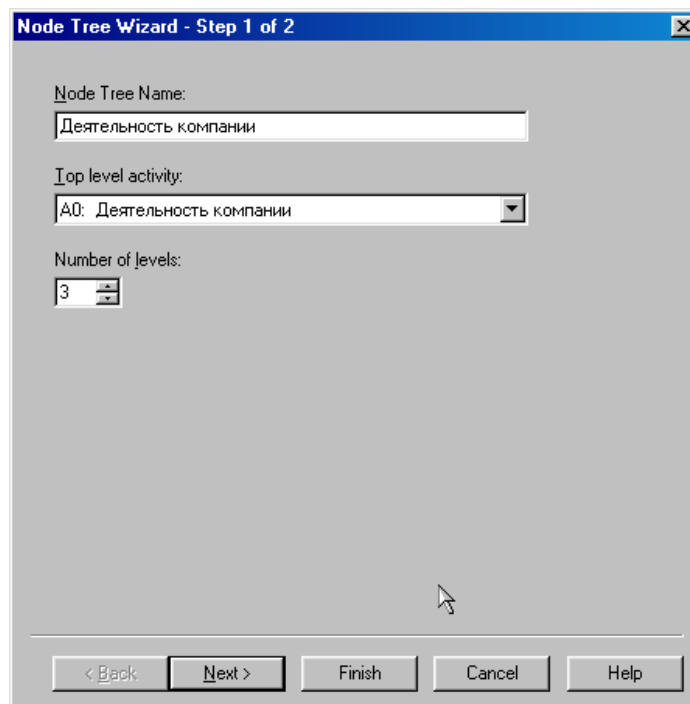 Node Tree Wizard - Step 1 of 2
Node Tree Name:
Деятельность компании
Top level activity:
A0: Деятельность компании
Number of levels:
3
< Back Next > Finish Cancel Help